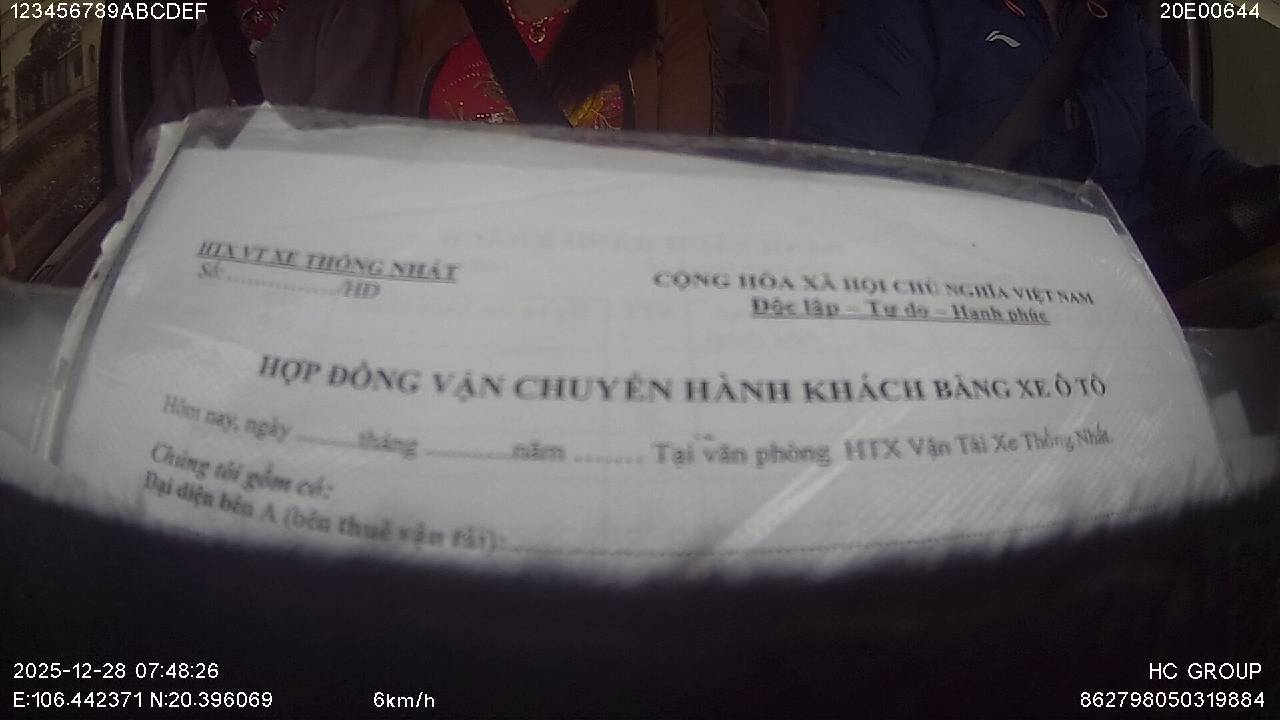 123456789ABCDEF
20E00644
HTX VT XE THỐNG NHẤT
Số: ................../HD
CỘNG HÒA XÃ HỘI CHỦ NGHĨA VIỆT NAM
Độc lập – Tự do – Hạnh phúc
HỢP ĐỒNG VẬN CHUYỂN HÀNH KHÁCH BẰNG XE Ô TÔ
Hôm nay, ngày .........tháng .............năm ....... Tại văn phòng HTX Vận Tải Xe Thống Nhất.
Chúng tôi gồm có:
Đại diện bên A (bên thuê vận tải):
2025-12-28 07:48:26
HC GROUP
E:106.442371 N:20.396069
6km/h
862798050319884